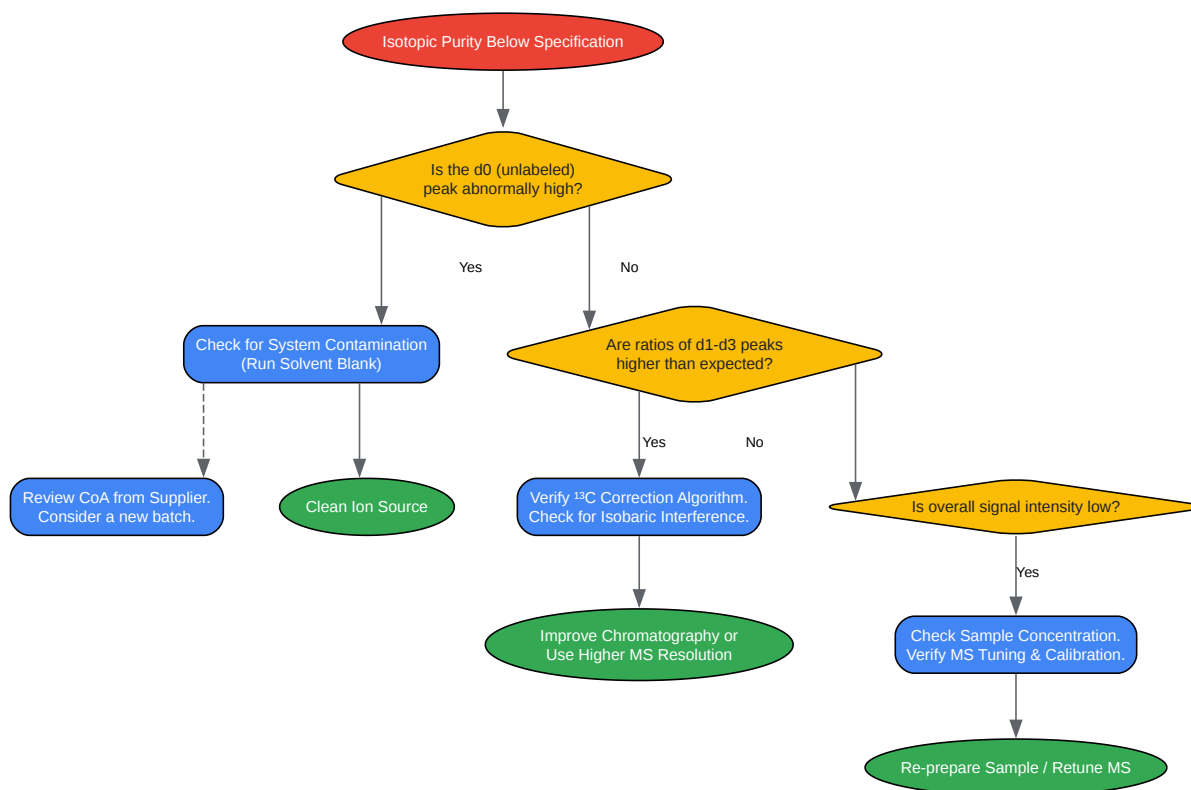 Isotopic Purity Below Specification
Is the d0 (unlabeled)
peak abnormally high?
Yes
No
Check for System Contamination
(Run Solvent Blank)
Are ratios of d1-d3 peaks
higher than expected?
Yes
No
Review CoA from Supplier.
Consider a new batch.
Clean Ion Source
Verify ¹³C Correction Algorithm.
Check for Isobaric Interference.
Is overall signal intensity low?
Yes
Improve Chromatography or
Use Higher MS Resolution
Check Sample Concentration.
Verify MS Tuning & Calibration.
Re-prepare Sample / Retune MS